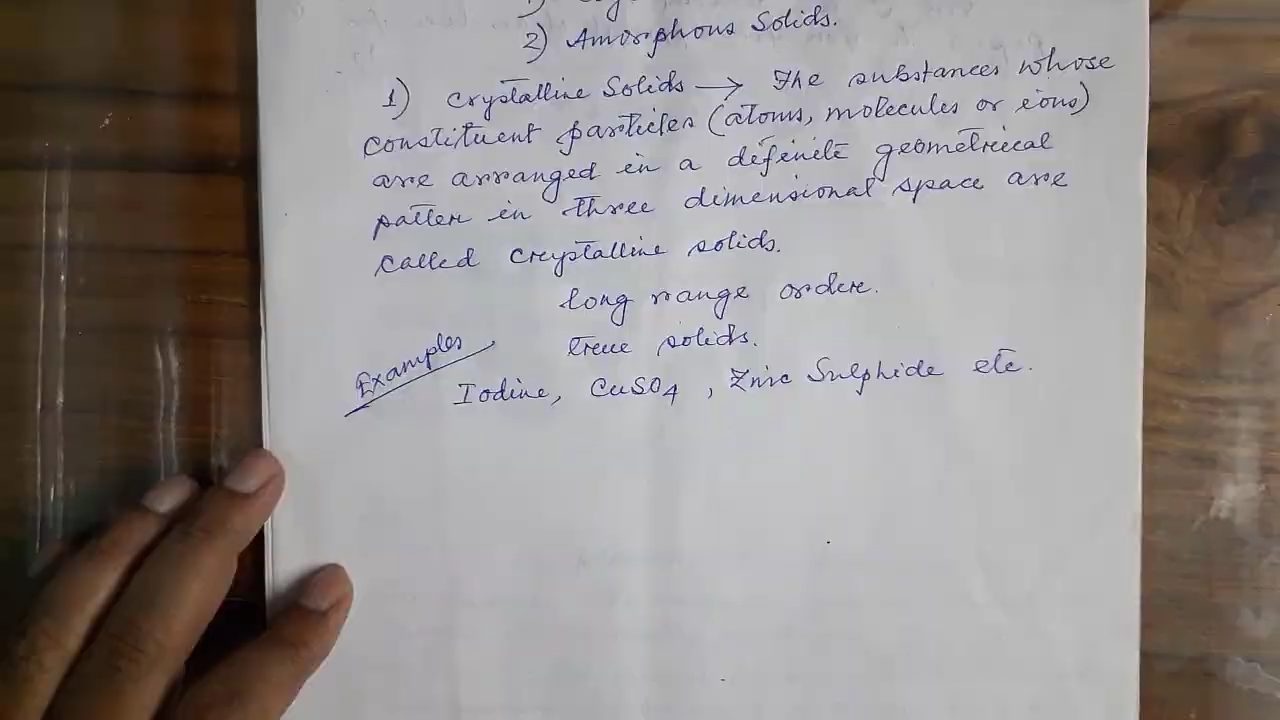 1)
2) Amorphous Solids.
1) Crystalline Solids → The substances whose
constituent particles (atoms, molecules or ions)
are arranged in a definite geometrical
pattern in three dimensional space are
called crystalline solids.
long range order.
true solids.
Examples
Iodine, CuSO4, Zinc Sulphide etc.